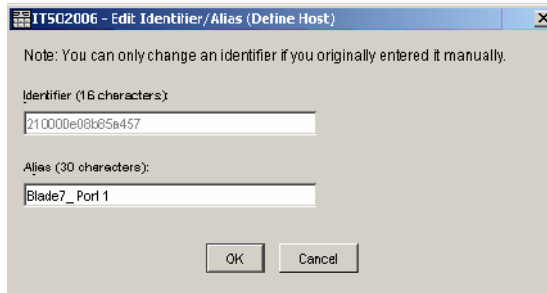 ITSO2006 - Edit Identifier/Alias (Define Host)
Note: You can only change an identifier if you originally entered it manually.
Identifier (16 characters):
210000e08b85a457
Alias (30 characters):
Blade7_ Port 1
OK
Cancel